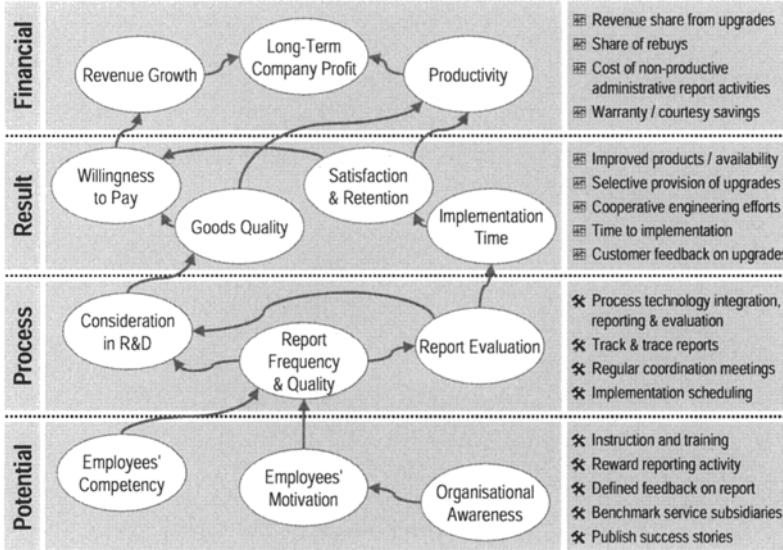 Financial
Revenue Growth
Long-Term
Company Profit
Productivity
Revenue share from upgrades
Share of rebuys
Cost of non-productive
administrative report activities
Warranty / courtesy savings
Result
Willingness
to Pay
Goods Quality
Satisfaction
& Retention
Implementation
Time
Improved products / availability
Selective provision of upgrades
Cooperative engineering efforts
Time to implementation
Customer feedback on upgrades
Process
Consideration
in R&D
Report
Frequency
& Quality
Report Evaluation
Process technology integration,
reporting & evaluation
Track & trace reports
Regular coordination meetings
Implementation scheduling
Potential
Employees'
Competency
Employees'
Motivation
Organisational
Awareness
Instruction and training
Reward reporting activity
Defined feedback on report
Benchmark service subsidiaries
Publish success stories